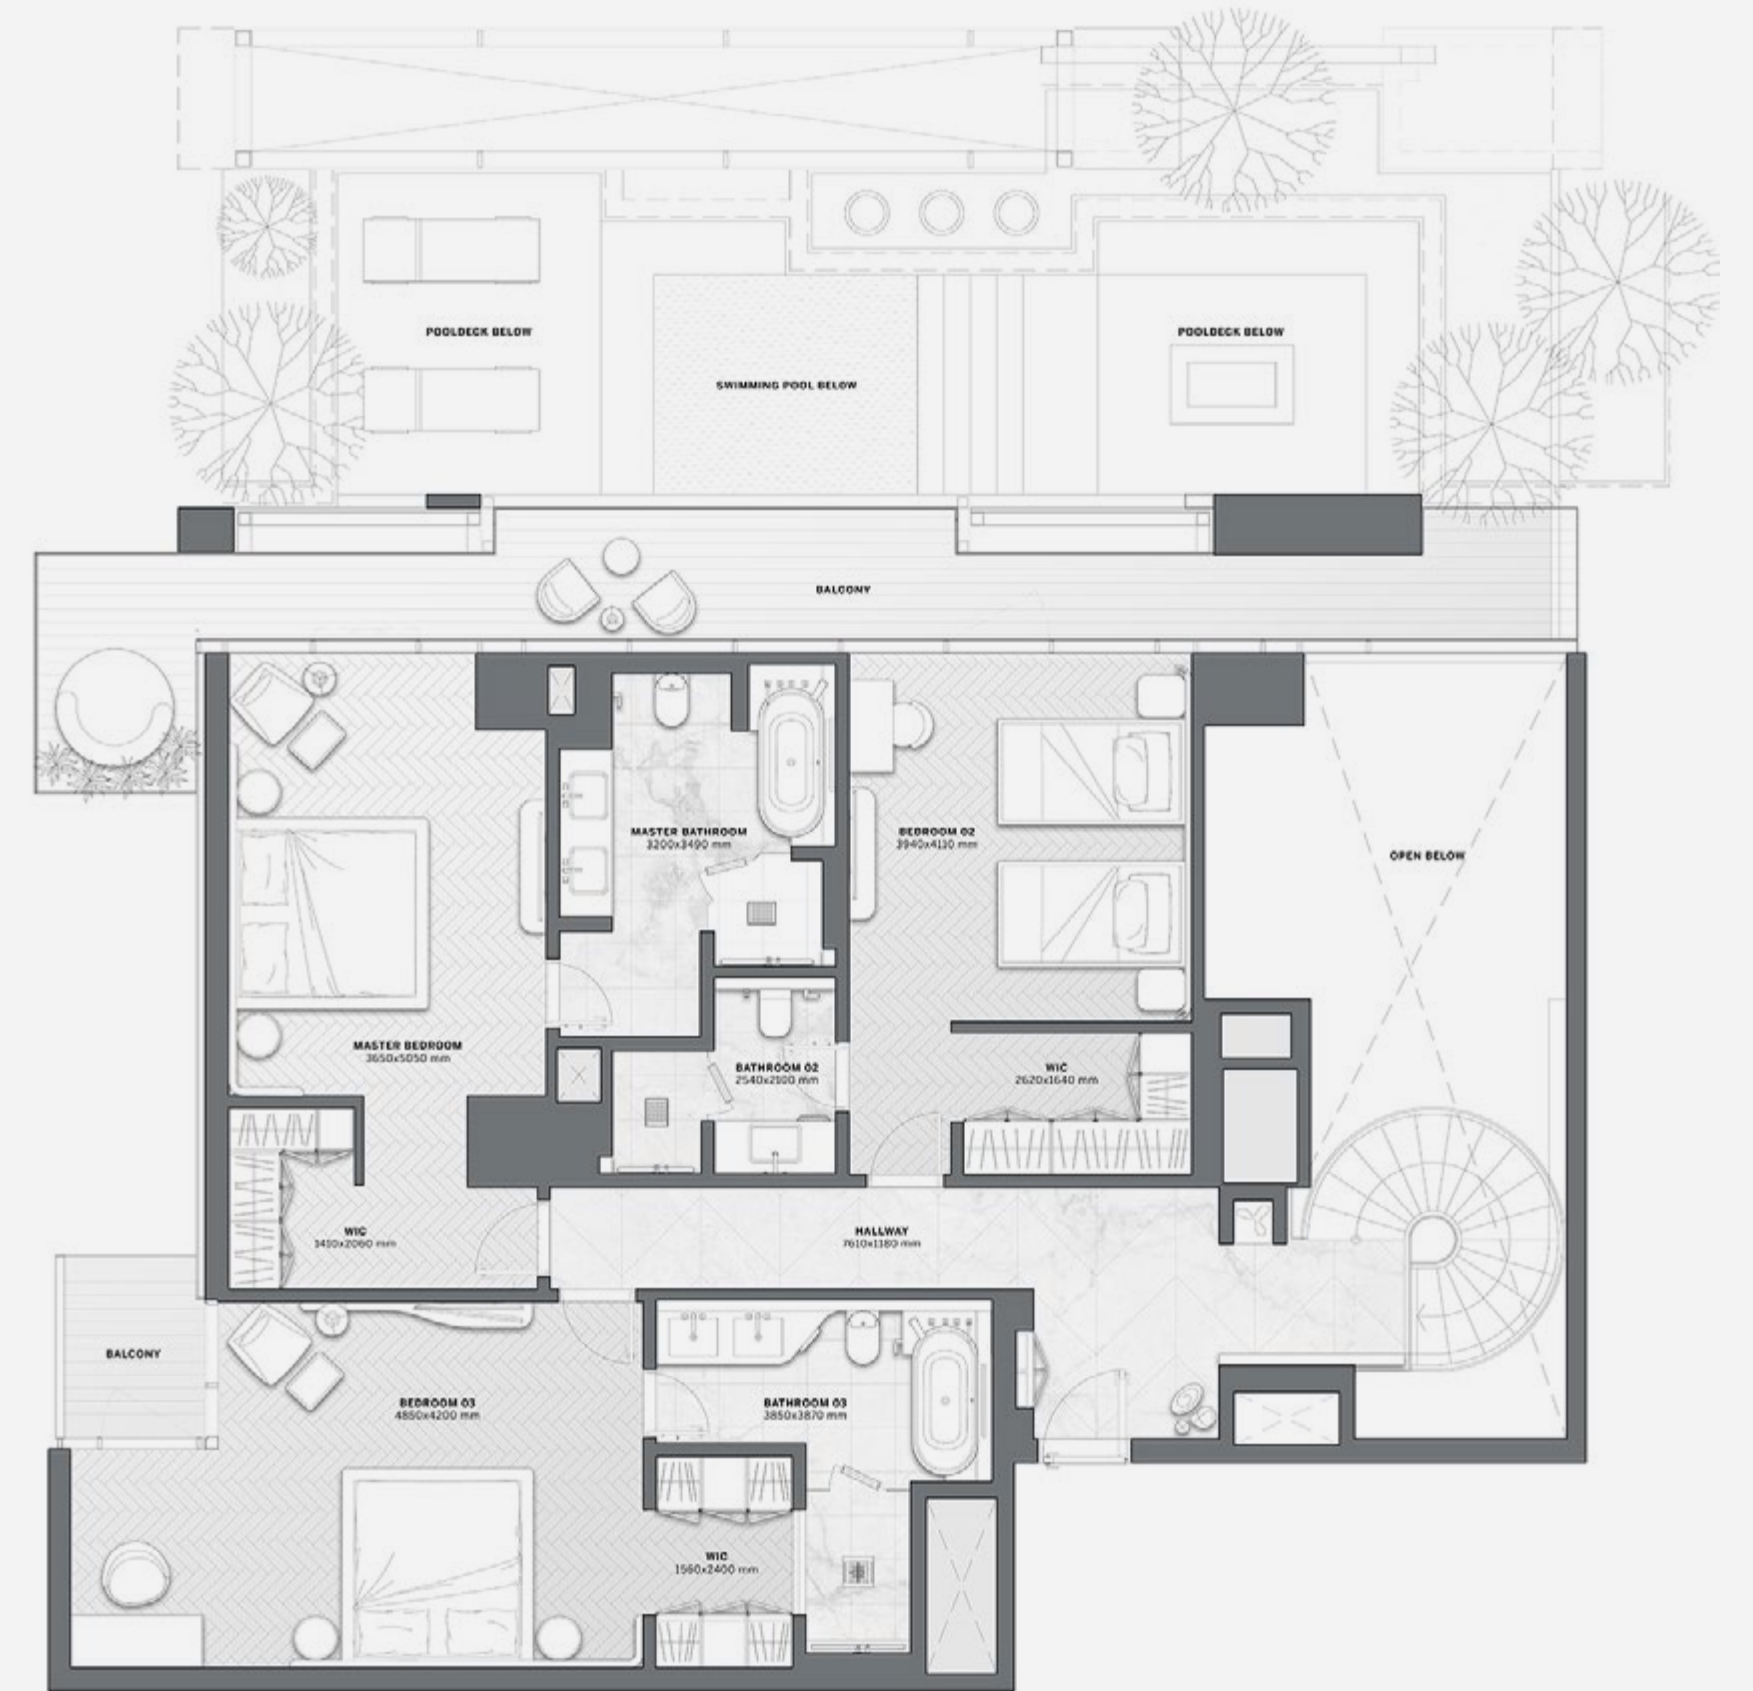 POOLDECK BELOW
POOLDECK BELOW
SWIMMING POOL BELOW
BALCONY
MASTER BATHROOM
3200x3490 mm
BEDROOM 02
3940x4110 mm
OPEN BELOW
MASTER BEDROOM
3650x5050 mm
BATHROOM 02
2540x2100 mm
WIC
2620x1640 mm
WIC
3410x2060 mm
HALLWAY
7610x1180 mm
BALCONY
BEDROOM 03
4850x4200 mm
BATHROOM 03
3850x3870 mm
WIC
1560x2400 mm